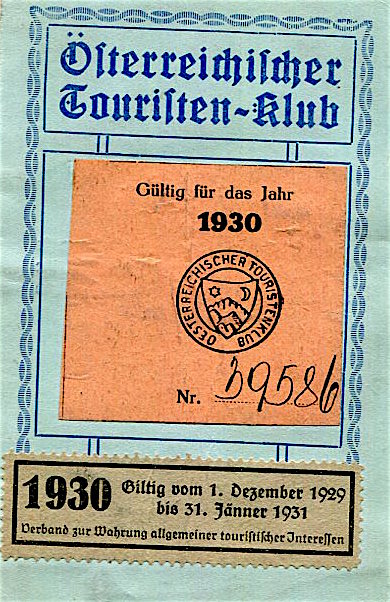 Österreichischer
Touristen-Klub
Gültig für das Jahr
1930
OESTERREICHISCHER TOURISTENKLUB
Nr. 39586
1930 Giltig vom 1. Dezember 1929
bis 31. Jänner 1931
Verband zur Wahrung allgemeiner touristischer Interessen